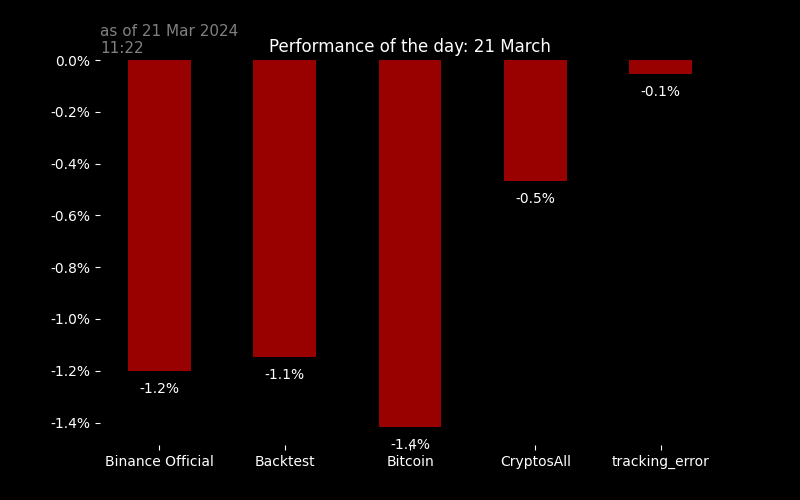 as of 21 Mar 2024
11:22
Performance of the day: 21 March
0.0%
-0.2%
-0.4%
-0.6%
-0.8%
-1.0%
-1.2%
-1.4%
-1.2%
-1.1%
-1.4%
-0.5%
-0.1%
Binance Official
Backtest
Bitcoin
CryptosAll
tracking_error